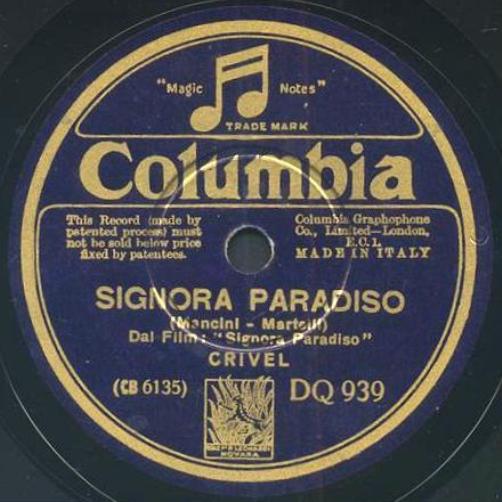 "Magic Notes"
TRADE MARK
Columbia
This Record (made by
patented process) must
not be sold below price
fixed by patentees.
Columbia Graphophone
Co., Limited—London,
E.C.1.
MADE IN ITALY
SIGNORA PARADISO
(Mancini - Martelli)
Dal Film: "Signora Paradiso"
CRIVEL
(CB 6135)
DQ 939
NOVARA